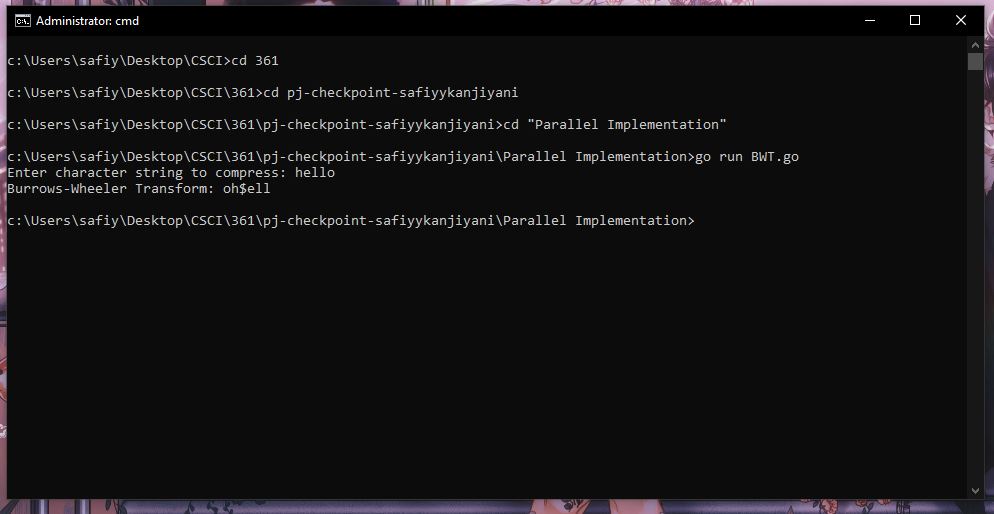 Administrator: cmd
c:\Users\safiy\Desktop\CSCI>cd 361
c:\Users\safiy\Desktop\CSCI\361>cd pj-checkpoint-safiyykanjiyani
c:\Users\safiy\Desktop\CSCI\361\pj-checkpoint-safiyykanjiyani>cd "Parallel Implementation"
c:\Users\safiy\Desktop\CSCI\361\pj-checkpoint-safiyykanjiyani\Parallel Implementation>go run BWT.go
Enter character string to compress: hello
Burrows-Wheeler Transform: oh$ell
c:\Users\safiy\Desktop\CSCI\361\pj-checkpoint-safiyykanjiyani\Parallel Implementation>